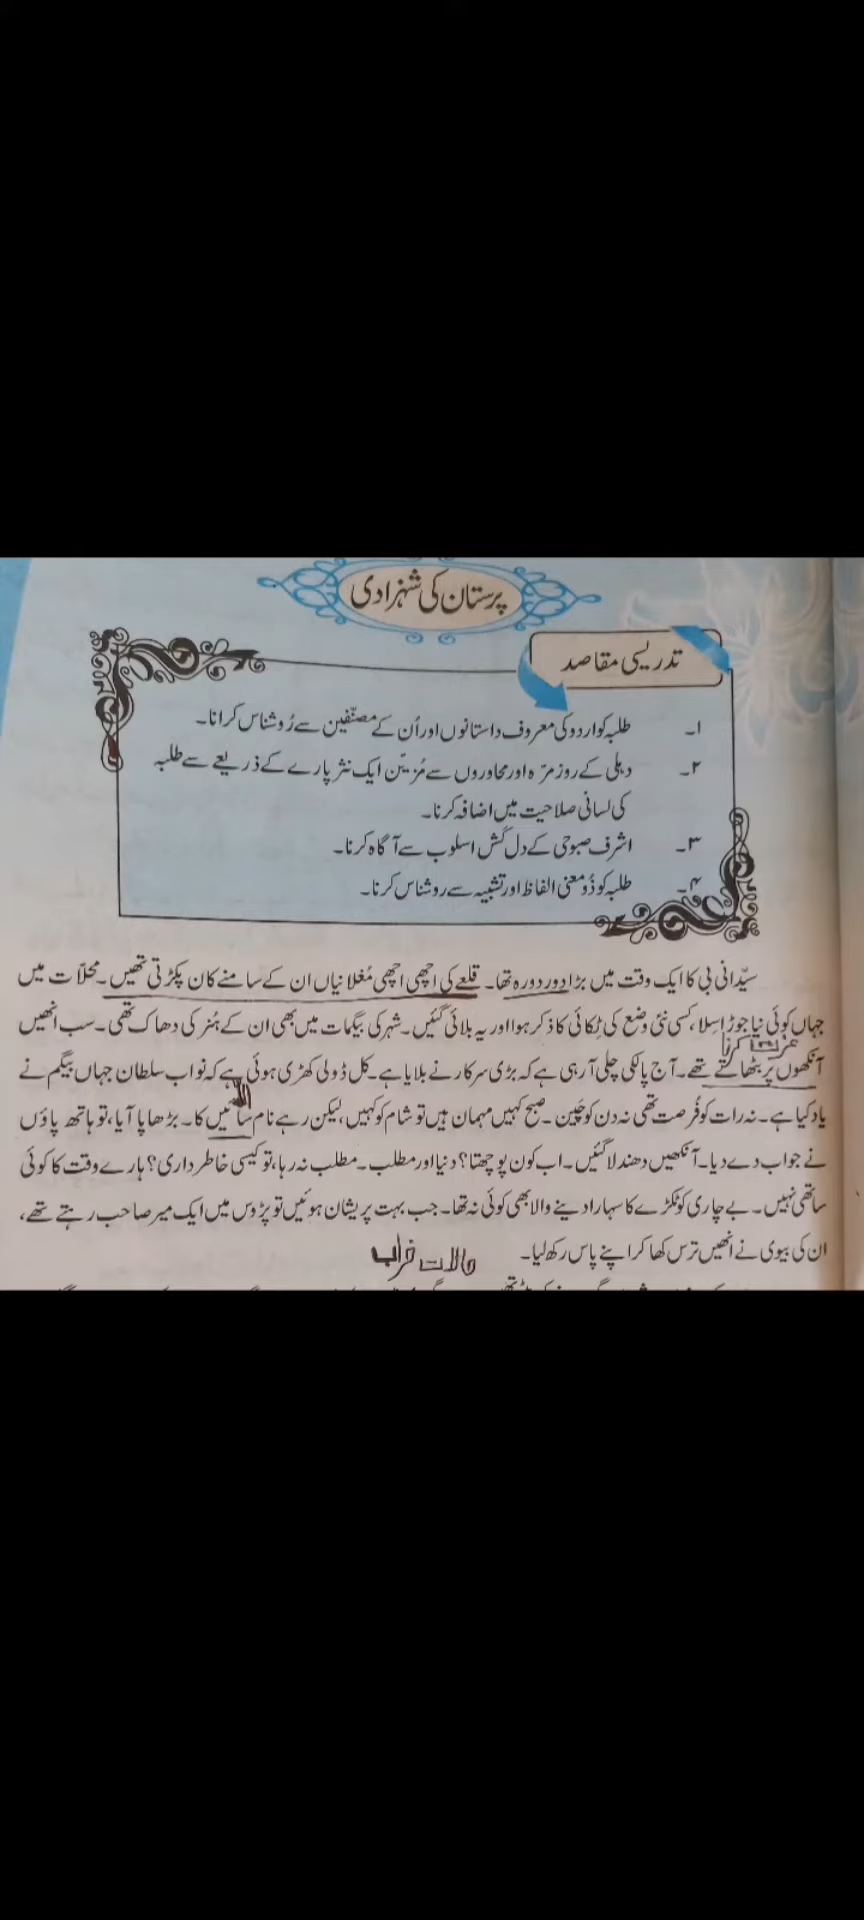 پرستان کی شہزادی
تدریسی مقاصد
۱۔ طلبہ کو اردو کی معروف داستانوں اور اُن کے مصنّفین سے رُوشناس کرانا۔
۲۔ دہلی کے روزمرّہ اور محاوروں سے مُزیّن ایک نثر پارے کے ذریعے سے طلبہ
کی لسانی صلاحیت میں اضافہ کرنا۔
۳۔ اشرف صبوحی کے دل کَش اسلوب سے آگاہ کرنا۔
۴۔ طلبہ کو ذُومعنی الفاظ اور تشبیہ سے روشناس کرنا۔
سیّدانی بی کا ایک وقت میں بڑا دور دورہ تھا۔ قلعے کی اچھی اچھی مُغلانیاں ان کے سامنے کان پکڑتی تھیں۔ محلّات میں
جہاں کوئی نیا جوڑا سِلا، کسی نئی وضع کی ٹِکائی کا ذکر ہوا اور یہ بلائی گئیں۔ شہر کی بیگمات میں بھی ان کے ہُنر کی دھاک تھی۔ سب انھیں
کرنا
آنکھوں پر بٹھاتے تھے۔ آج پالکی چلی آ رہی ہے کہ بڑی سرکار نے بلایا ہے۔ کل ڈولی کھڑی ہوئی ہے کہ نواب سلطان جہاں بیگم نے
اللہ
یاد کیا ہے۔ نہ رات کو فُرصت تھی نہ دن کو چَین۔ صبح کہیں مہمان ہیں تو شام کو کہیں، لیکن رہے نام سائیں کا۔ بڑھاپا آیا، تو ہاتھ پاؤں
نے جواب دے دیا۔ آنکھیں دھندلا گئیں۔ اب کون پوچھتا؟ دنیا اور مطلب۔ مطلب نہ رہا، تو کیسی خاطر داری؟ ہارے وقت کا کوئی
ساتھی نہیں۔ بے چاری کو ٹکڑے کا سہارا دینے والا بھی کوئی نہ تھا۔ جب بہت پریشان ہوئیں تو پڑوس میں ایک میر صاحب رہتے تھے،
ان کی بیوی نے انھیں ترس کھا کر اپنے پاس رکھ لیا۔
حالات خراب